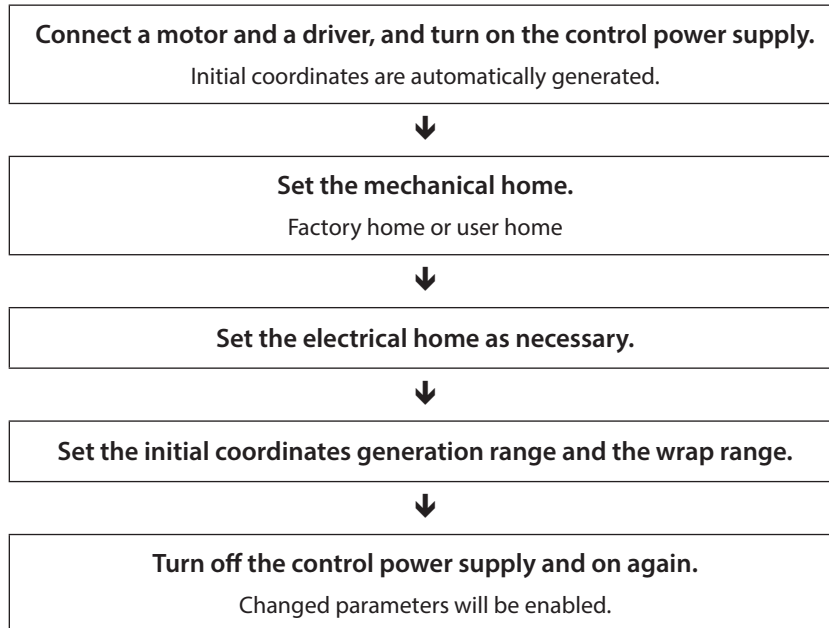 Connect a motor and a driver, and turn on the control power supply.
Initial coordinates are automatically generated.
Set the mechanical home.
Factory home or user home
Set the electrical home as necessary.
Set the initial coordinates generation range and the wrap range.
Turn off the control power supply and on again.
Changed parameters will be enabled.